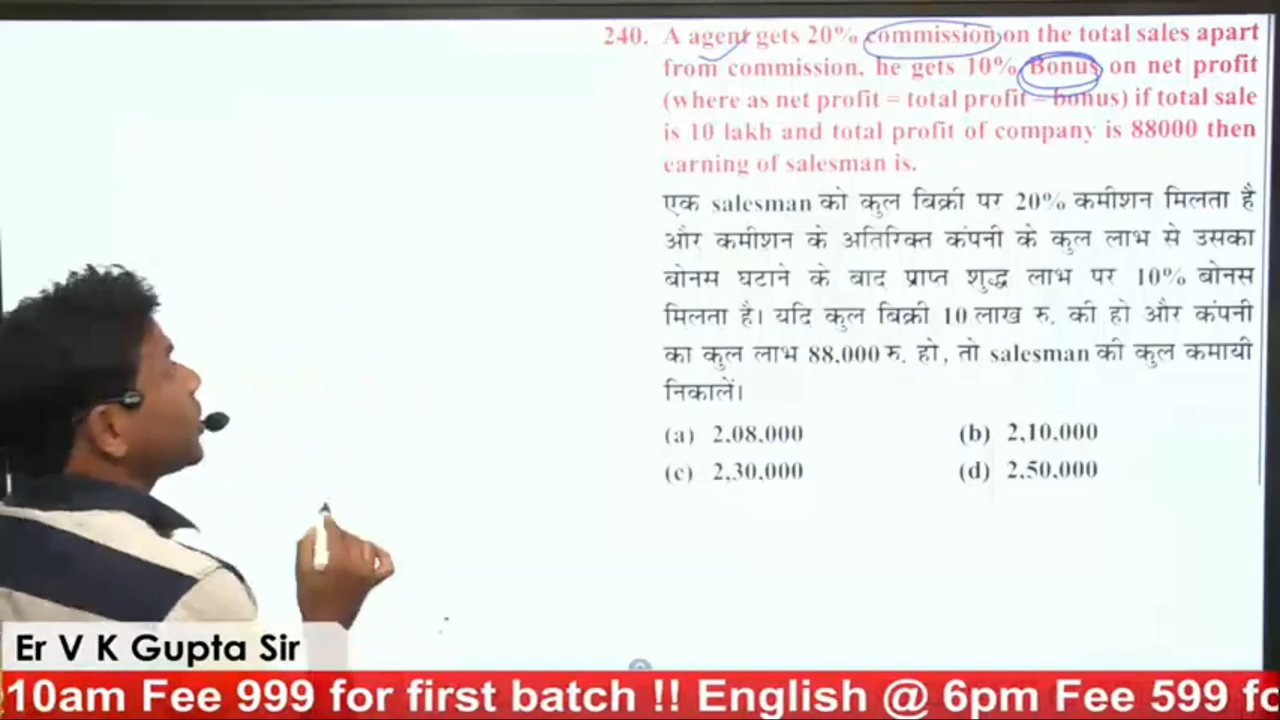 240. A agent gets 20% commission on the total sales apart
from commission, he gets 10% Bonus on net profit
(where as net profit = total profit – bonus) if total sale
is 10 lakh and total profit of company is 88000 then
earning of salesman is.
एक salesman को कुल बिक्री पर 20% कमीशन मिलता है
और कमीशन के अतिरिक्त कंपनी के कुल लाभ से उसका
बोनस घटाने के बाद प्राप्त शुद्ध लाभ पर 10% बोनस
मिलता है। यदि कुल बिक्री 10 लाख रु. की हो और कंपनी
का कुल लाभ 88,000 रु. हो, तो salesman की कुल कमायी
निकालें।
(a) 2,08,000 (b) 2,10,000
(c) 2,30,000 (d) 2,50,000
Er V K Gupta Sir
10am Fee 999 for first batch !! English @ 6pm Fee 599 fo